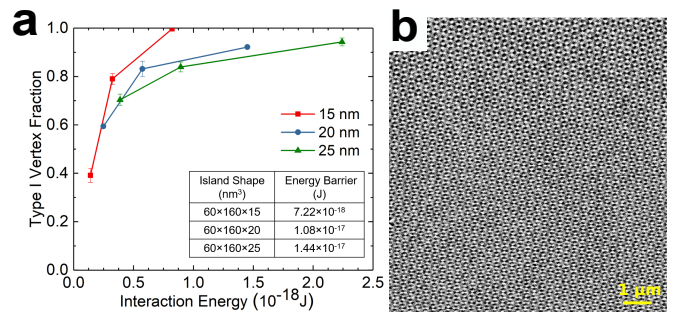 a
Type I Vertex Fraction
1.0
0.8
0.6
0.4
0.2
0.0
15 nm
20 nm
25 nm
Island Shape (nm³) Energy Barrier (J)
60×160×15 7.22×10⁻¹⁸
60×160×20 1.08×10⁻¹⁷
60×160×25 1.44×10⁻¹⁷
0.0 0.5 1.0 1.5 2.0 2.5
Interaction Energy (10⁻¹⁸J)
b
1 μm